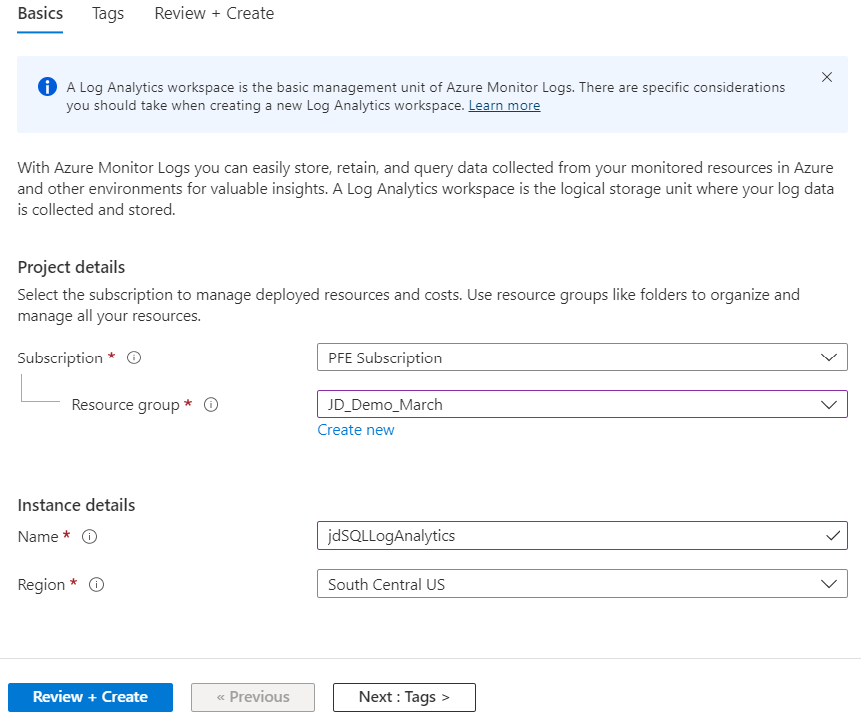 Basics Tags Review + Create
A Log Analytics workspace is the basic management unit of Azure Monitor Logs. There are specific considerations
you should take when creating a new Log Analytics workspace. Learn more
With Azure Monitor Logs you can easily store, retain, and query data collected from your monitored resources in Azure
and other environments for valuable insights. A Log Analytics workspace is the logical storage unit where your log data
is collected and stored.
Project details
Select the subscription to manage deployed resources and costs. Use resource groups like folders to organize and
manage all your resources.
Subscription * PFE Subscription
Resource group * JD_Demo_March
Create new
Instance details
Name * jdSQLLogAnalytics
Region * South Central US
Review + Create « Previous Next : Tags >